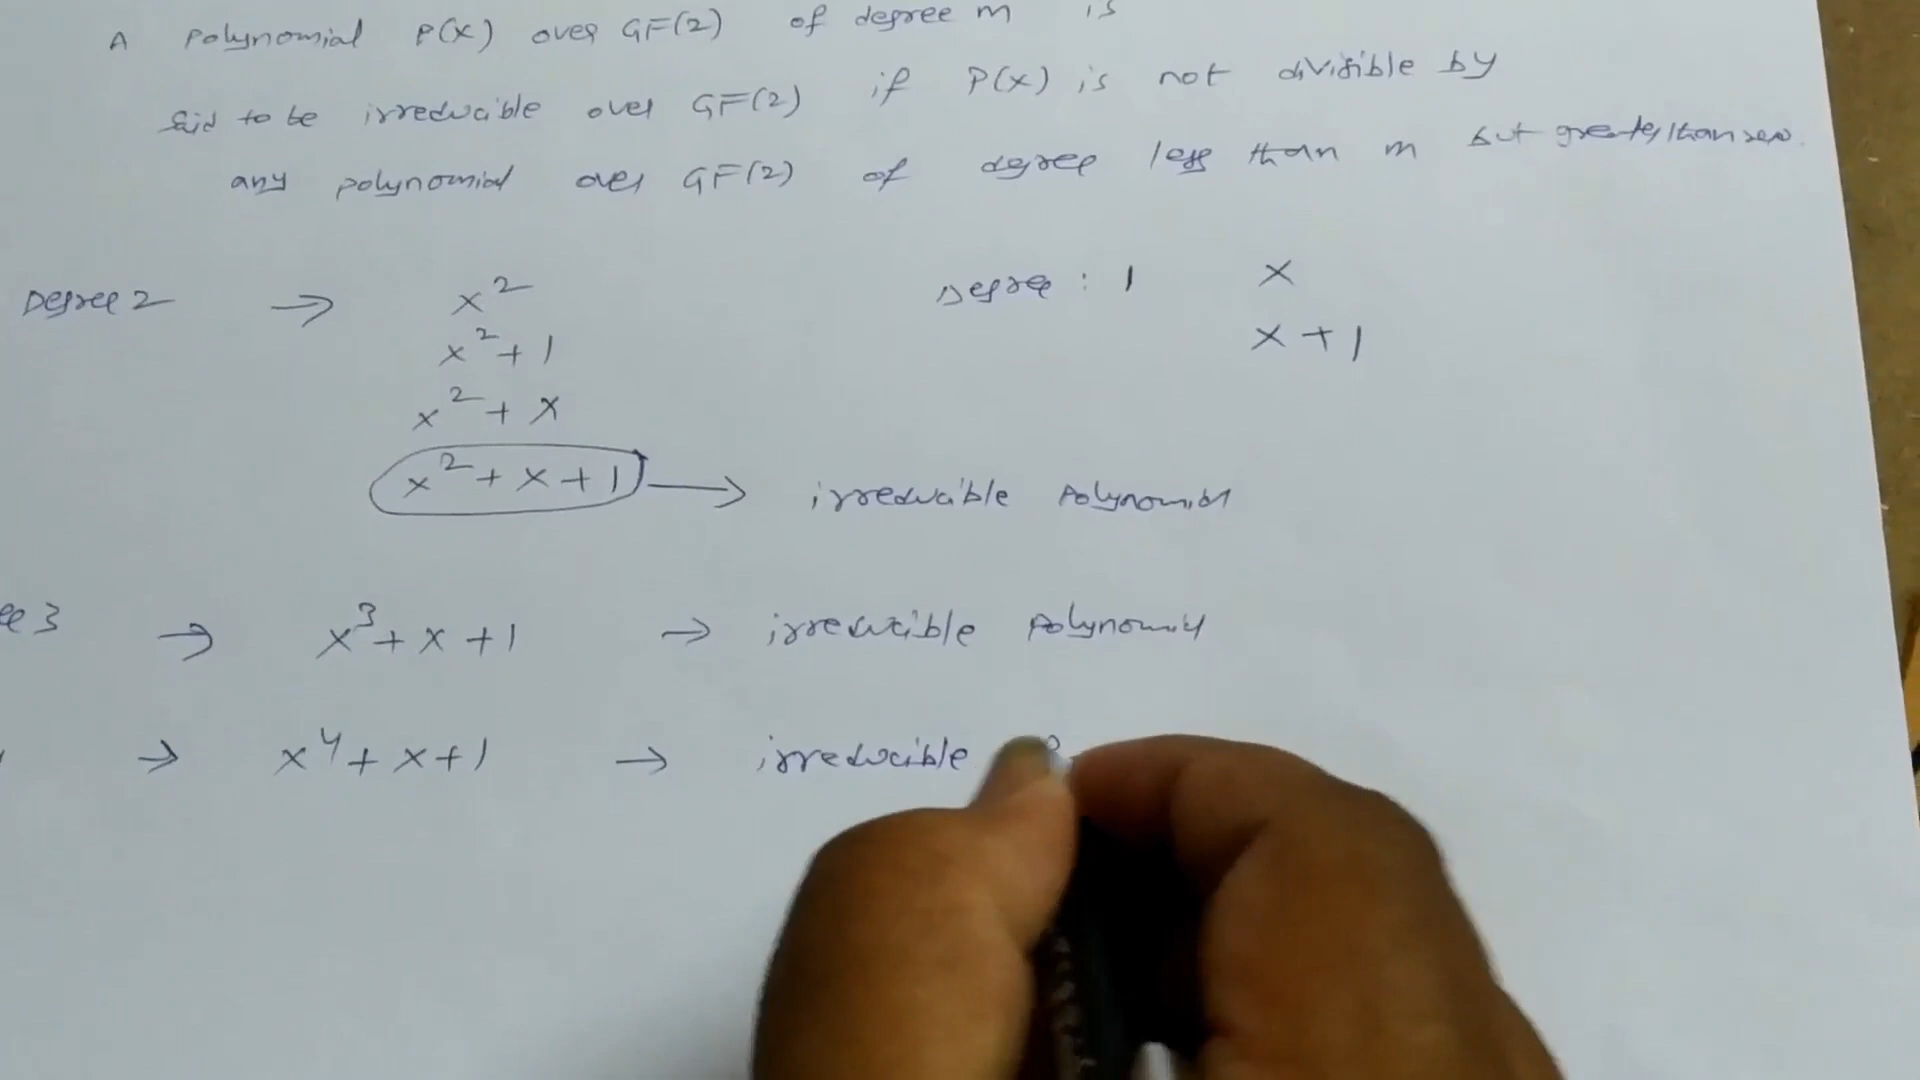 A polynomial P(X) over GF(2) of degree m is
said to be irreducible over GF(2) if P(X) is not divisible by
any polynomial over GF(2) of degree less than m but greater than zero.
Degree 2 → x² Degree : 1 x
x² + 1 x + 1
x² + x
x² + x + 1 → irreducible polynomial
ee 3 → x³ + x + 1 → irreducible polynomial
→ x⁴ + x + 1 → irreducible P